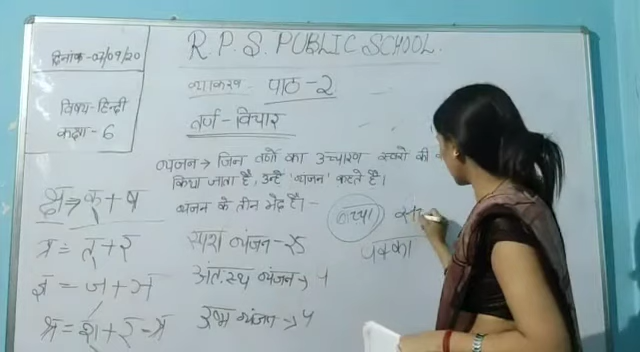 R.P.S. PUBLIC SCHOOL.
दिनांक-07/09/20
विषय-हिन्दी
कक्षा-6
व्याकरण- पाठ-2
वर्ण-विचार
व्यंजन→ जिन वर्णों का उच्चारण स्वरों की
किया जाता है, उन्हें 'व्यंजन' कहते हैं।
व्यंजन के तीन भेद हैं।-
क्ष⇒क्+ष
त्र = त्+र
ज्ञ = ज+ञ
श्र = श्+र-श्र
स्पर्श व्यंजन-25
अंतःस्थ व्यंजन→ 4
ऊष्म व्यंजन→ 4
पक्का